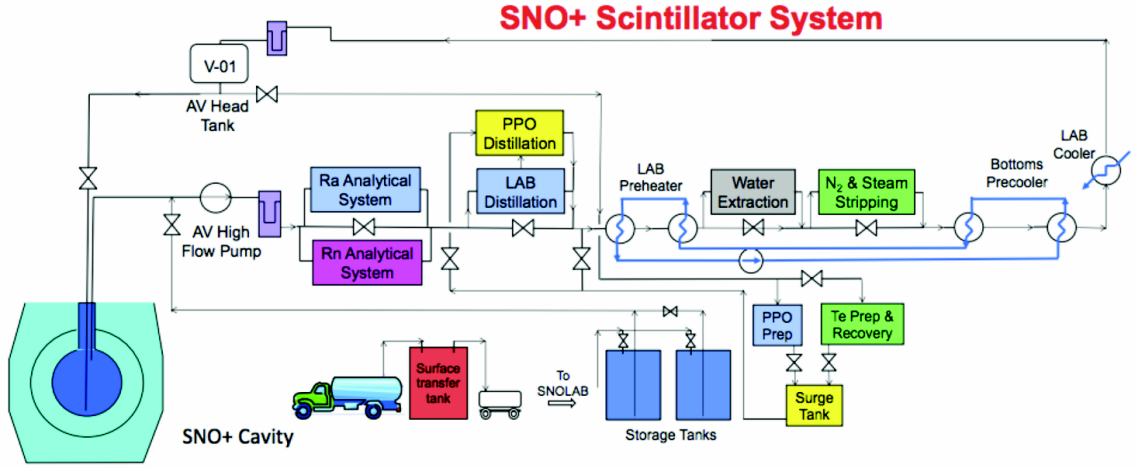 SNO+ Scintillator System
V-01
AV Head
Tank
PPO
Distillation
LAB
Cooler
LAB
Preheater
Bottoms
Precooler
Ra Analytical
System
LAB
Distillation
Water
Extraction
N2 & Steam
Stripping
AV High
Flow Pump
Rn Analytical
System
PPO
Prep
Te Prep &
Recovery
Surface
transfer
tank
To
SNOLAB
Surge
Tank
SNO+ Cavity
Storage Tanks